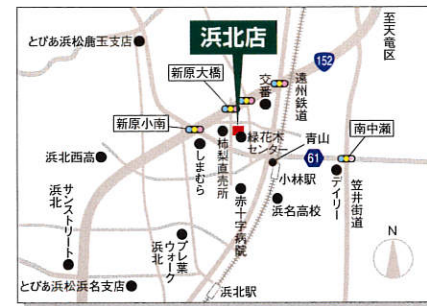 至天竜区
とぴあ浜松龍玉支店
浜北店
152
新原大橋
交番
遠州鉄道
新原小南
緑花木
センター
青山
南中瀬
61
浜北西高
しまむら
柿梨直売所
小林駅
デイリー
笠井街道
サンストリート
浜北
赤十字病院
浜名高校
プレ葉
ウォーク
浜北
N
とぴあ浜松浜名支店
浜北駅